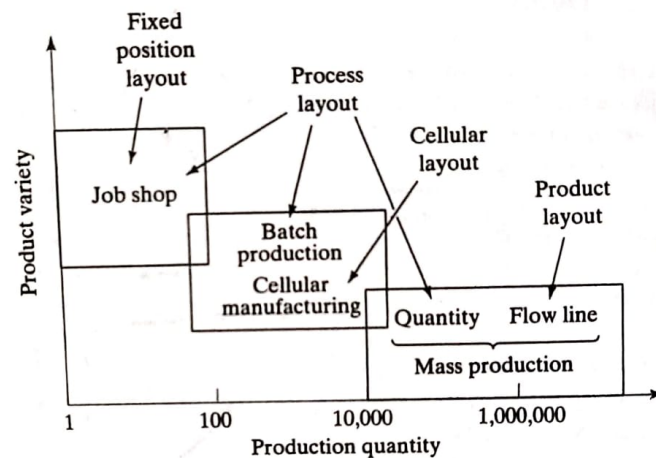 Fixed
position
layout
Process
layout
Cellular
layout
Product
layout
Product variety
Job shop
Batch
production
Cellular
manufacturing
Quantity
Flow line
Mass production
1
100
10,000
1,000,000
Production quantity